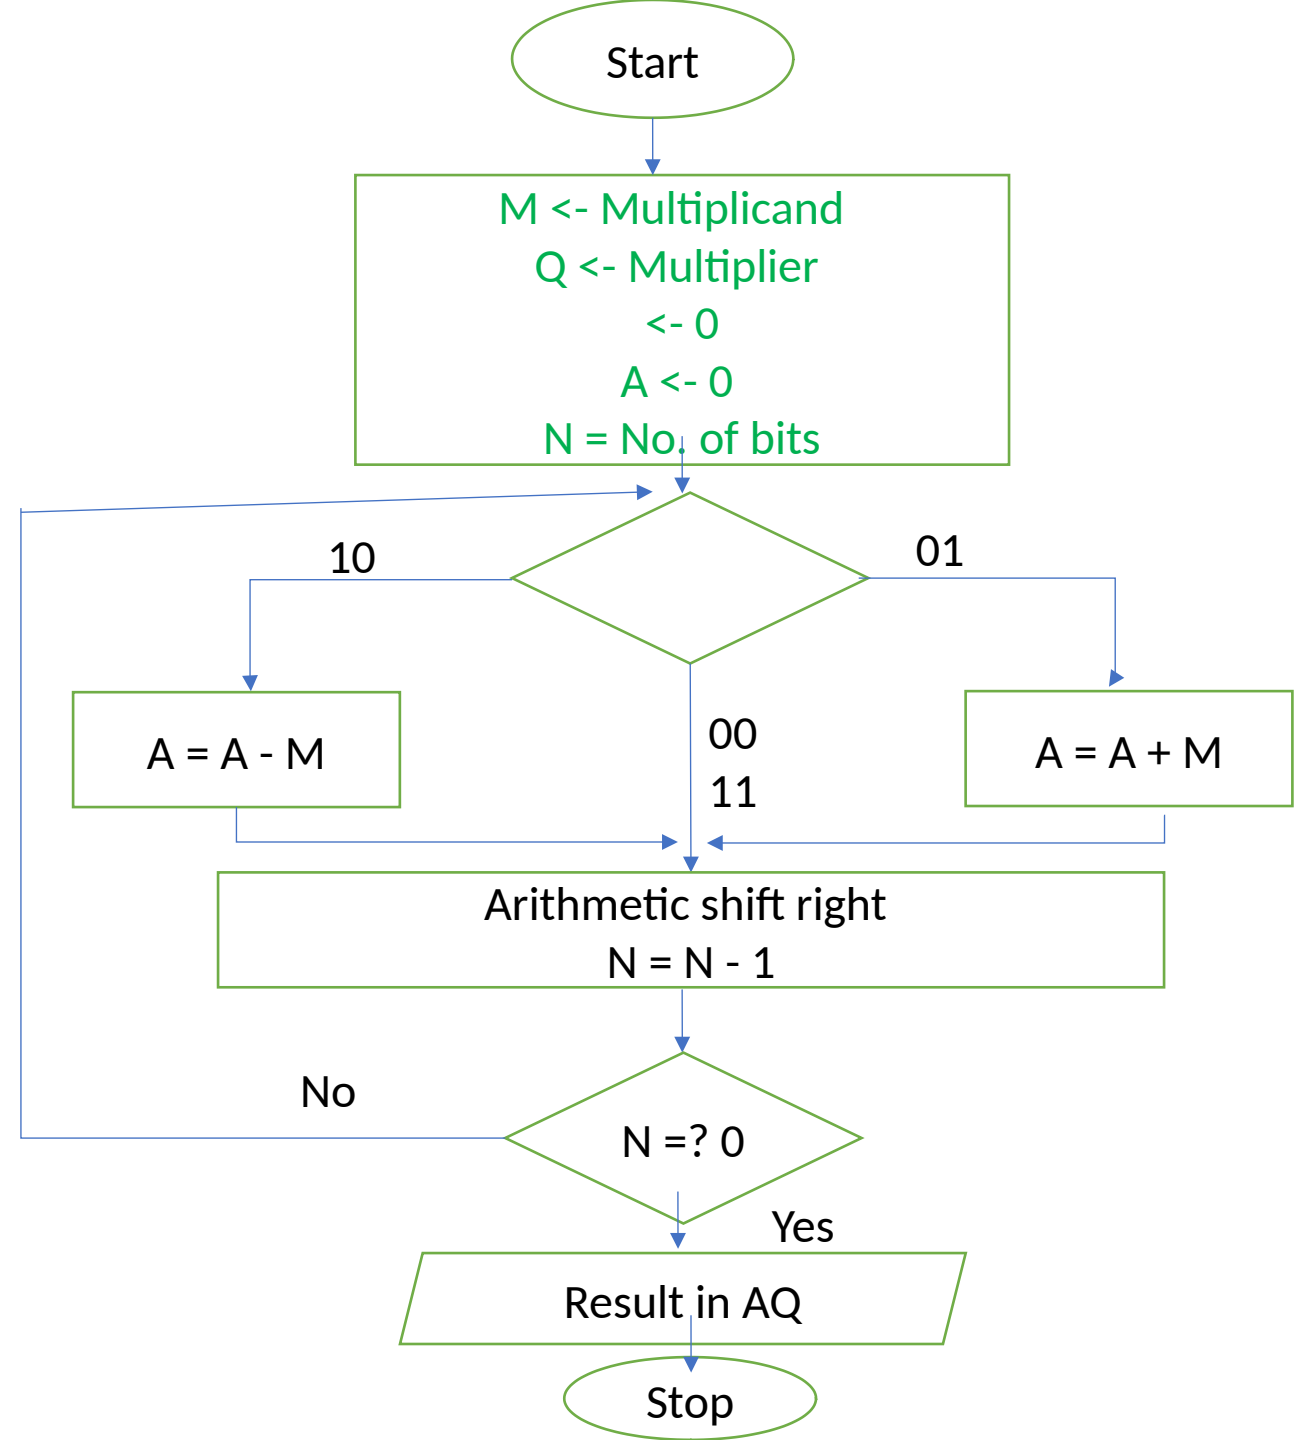 Start
M <- Multiplicand
Q <- Multiplier
<- 0
A <- 0
N = No. of bits
10
01
A = A - M
00
11
A = A + M
Arithmetic shift right
N = N - 1
No
N =? 0
Yes
Result in AQ
Stop